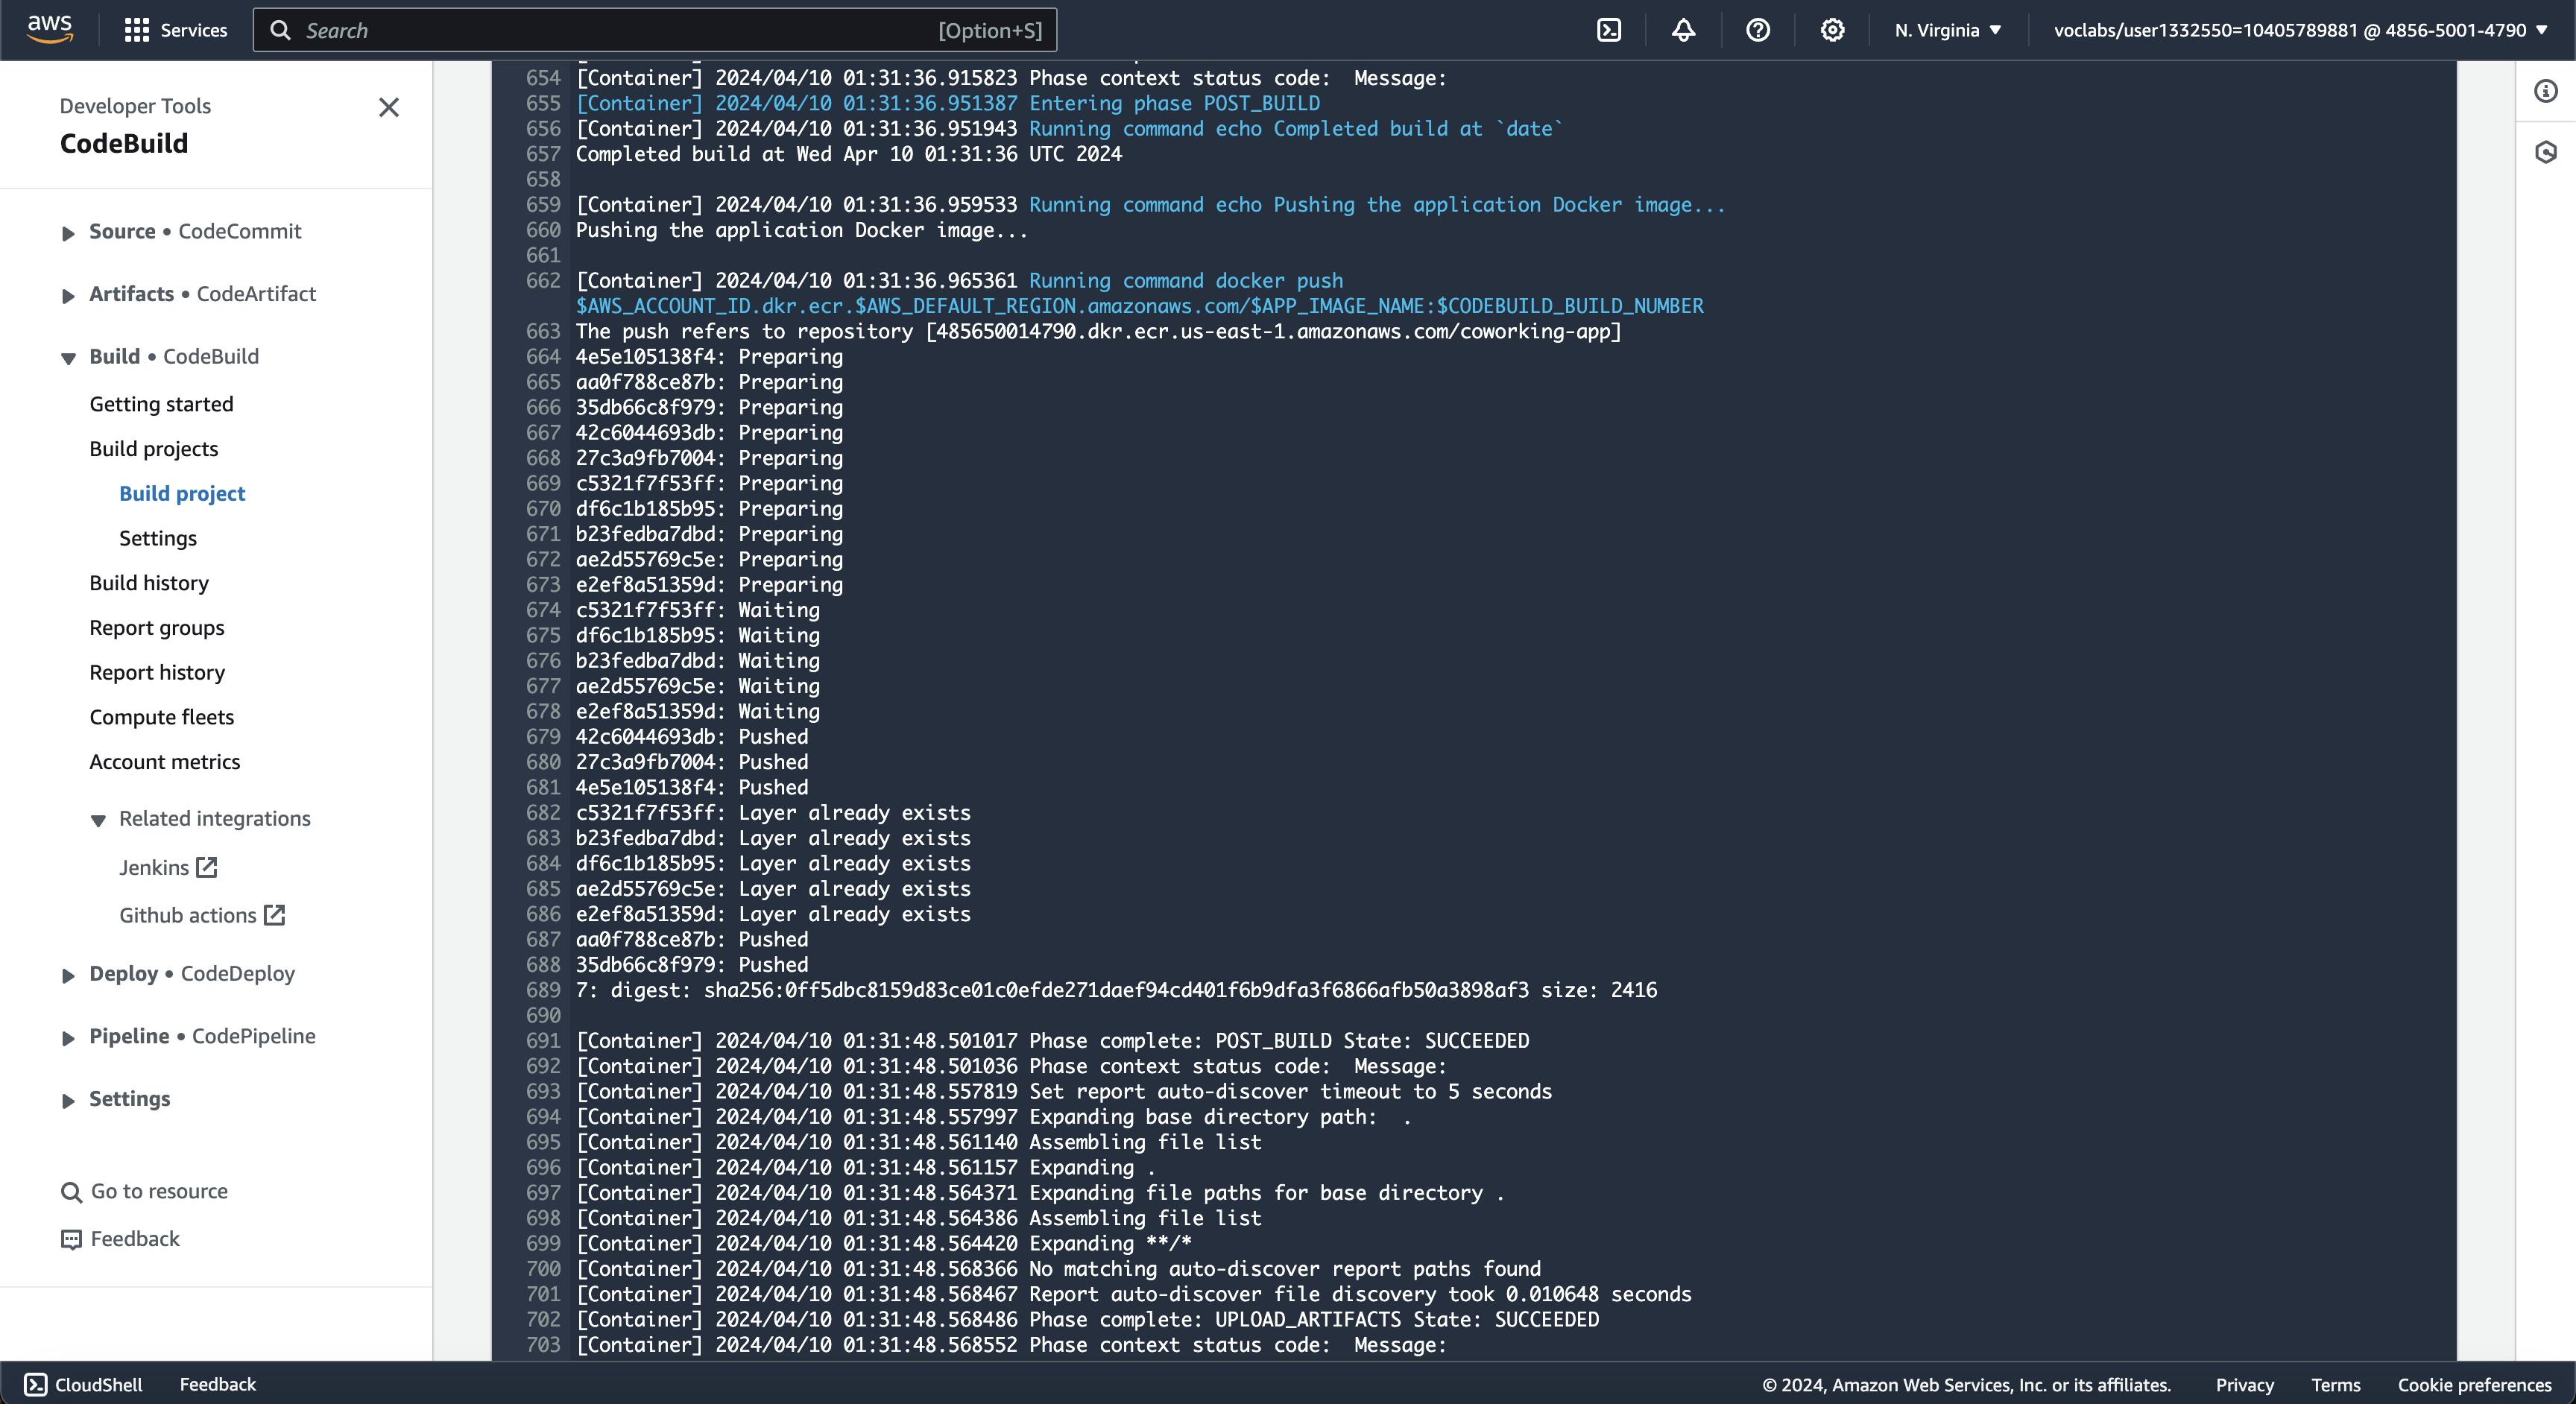 aws
Services
Search
[Option+S]
N. Virginia
voclabs/user1332550=10405789881 @ 4856-5001-4790
Developer Tools
CodeBuild
Source • CodeCommit
Artifacts • CodeArtifact
Build • CodeBuild
Getting started
Build projects
Build project
Settings
Build history
Report groups
Report history
Compute fleets
Account metrics
Related integrations
Jenkins
Github actions
Deploy • CodeDeploy
Pipeline • CodePipeline
Settings
Go to resource
Feedback
654 [Container] 2024/04/10 01:31:36.915823 Phase context status code:  Message:
655 [Container] 2024/04/10 01:31:36.951387 Entering phase POST_BUILD
656 [Container] 2024/04/10 01:31:36.951943 Running command echo Completed build at `date`
657 Completed build at Wed Apr 10 01:31:36 UTC 2024
658
659 [Container] 2024/04/10 01:31:36.959533 Running command echo Pushing the application Docker image...
660 Pushing the application Docker image...
661
662 [Container] 2024/04/10 01:31:36.965361 Running command docker push
$AWS_ACCOUNT_ID.dkr.ecr.$AWS_DEFAULT_REGION.amazonaws.com/$APP_IMAGE_NAME:$CODEBUILD_BUILD_NUMBER
663 The push refers to repository [485650014790.dkr.ecr.us-east-1.amazonaws.com/coworking-app]
664 4e5e105138f4: Preparing
665 aa0f788ce87b: Preparing
666 35db66c8f979: Preparing
667 42c6044693db: Preparing
668 27c3a9fb7004: Preparing
669 c5321f7f53ff: Preparing
670 df6c1b185b95: Preparing
671 b23fedba7dbd: Preparing
672 ae2d55769c5e: Preparing
673 e2ef8a51359d: Preparing
674 c5321f7f53ff: Waiting
675 df6c1b185b95: Waiting
676 b23fedba7dbd: Waiting
677 ae2d55769c5e: Waiting
678 e2ef8a51359d: Waiting
679 42c6044693db: Pushed
680 27c3a9fb7004: Pushed
681 4e5e105138f4: Pushed
682 c5321f7f53ff: Layer already exists
683 b23fedba7dbd: Layer already exists
684 df6c1b185b95: Layer already exists
685 ae2d55769c5e: Layer already exists
686 e2ef8a51359d: Layer already exists
687 aa0f788ce87b: Pushed
688 35db66c8f979: Pushed
689 7: digest: sha256:0ff5dbc8159d83ce01c0efde271daef94cd401f6b9dfa3f6866afb50a3898af3 size: 2416
690
691 [Container] 2024/04/10 01:31:48.501017 Phase complete: POST_BUILD State: SUCCEEDED
692 [Container] 2024/04/10 01:31:48.501036 Phase context status code:  Message:
693 [Container] 2024/04/10 01:31:48.557819 Set report auto-discover timeout to 5 seconds
694 [Container] 2024/04/10 01:31:48.557997 Expanding base directory path:  .
695 [Container] 2024/04/10 01:31:48.561140 Assembling file list
696 [Container] 2024/04/10 01:31:48.561157 Expanding .
697 [Container] 2024/04/10 01:31:48.564371 Expanding file paths for base directory .
698 [Container] 2024/04/10 01:31:48.564386 Assembling file list
699 [Container] 2024/04/10 01:31:48.564420 Expanding **/*
700 [Container] 2024/04/10 01:31:48.568366 No matching auto-discover report paths found
701 [Container] 2024/04/10 01:31:48.568467 Report auto-discover file discovery took 0.010648 seconds
702 [Container] 2024/04/10 01:31:48.568486 Phase complete: UPLOAD_ARTIFACTS State: SUCCEEDED
703 [Container] 2024/04/10 01:31:48.568552 Phase context status code:  Message:
CloudShell
Feedback
© 2024, Amazon Web Services, Inc. or its affiliates.
Privacy
Terms
Cookie preferences